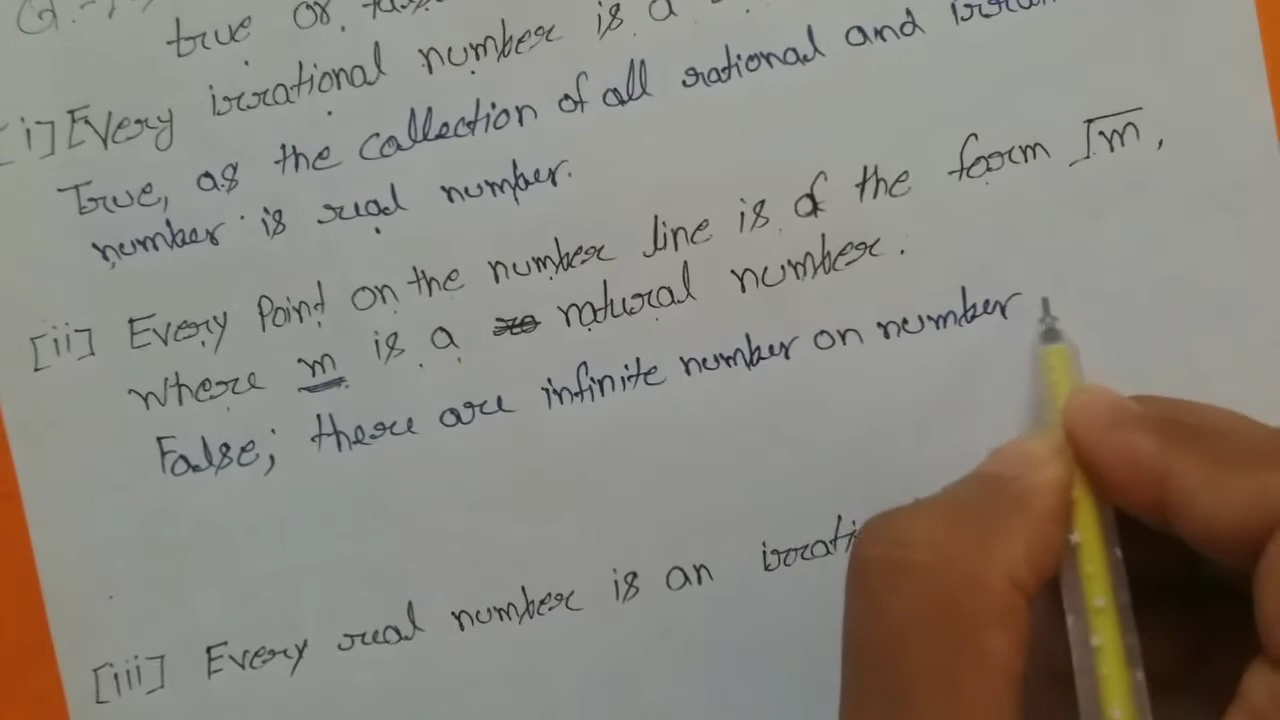 true or
[i] Every irrational number is a
True, as the collection of all rational and
number is real number.
[ii] Every Point on the number line is of the form √m,
where m is a natural number.
False; there are infinite number on number
[iii] Every real number is an